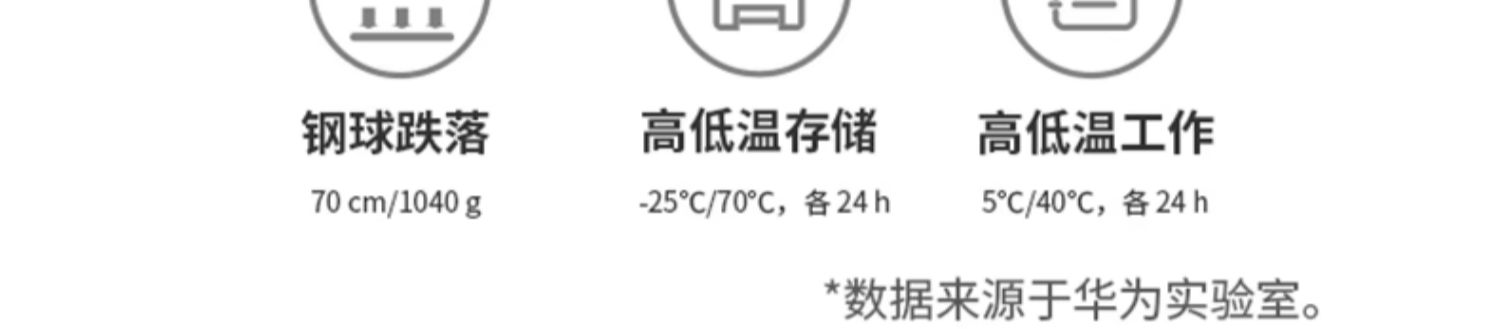 钢球跌落 高低温存储 高低温工作
70 cm/1040 g -25℃/70℃，各 24 h 5℃/40℃，各 24 h
*数据来源于华为实验室。